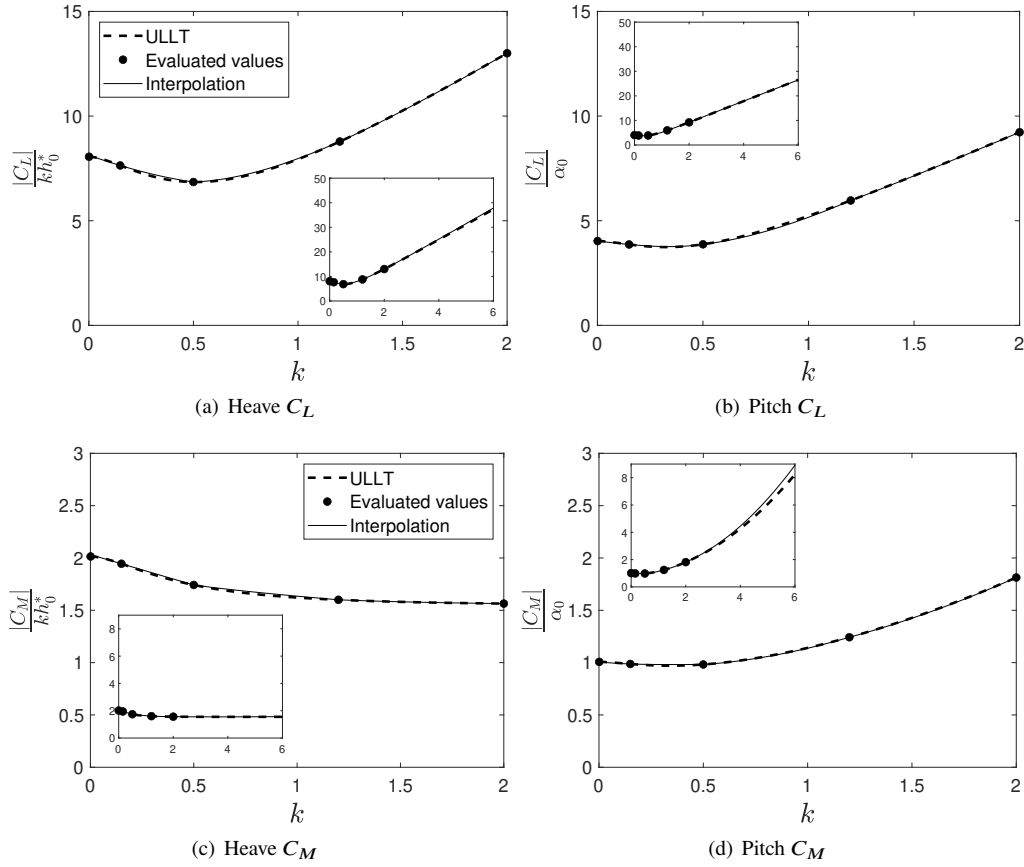 15
10
5
0
|C_L|
kh_0^*
ULLT
Evaluated values
Interpolation
50
40
30
20
10
0
0 2 4 6
0 0.5 1 1.5 2
k
(a) Heave C_L
15
10
5
0
|C_L|
α_0
50
40
30
20
10
0
0 2 4 6
0 0.5 1 1.5 2
k
(b) Pitch C_L
3
2.5
2
1.5
1
0.5
0
|C_M|
kh_0^*
ULLT
Evaluated values
Interpolation
8
6
4
2
0
0 2 4 6
0 0.5 1 1.5 2
k
(c) Heave C_M
3
2.5
2
1.5
1
0.5
0
|C_M|
α_0
8
6
4
2
0
0 2 4 6
0 0.5 1 1.5 2
k
(d) Pitch C_M